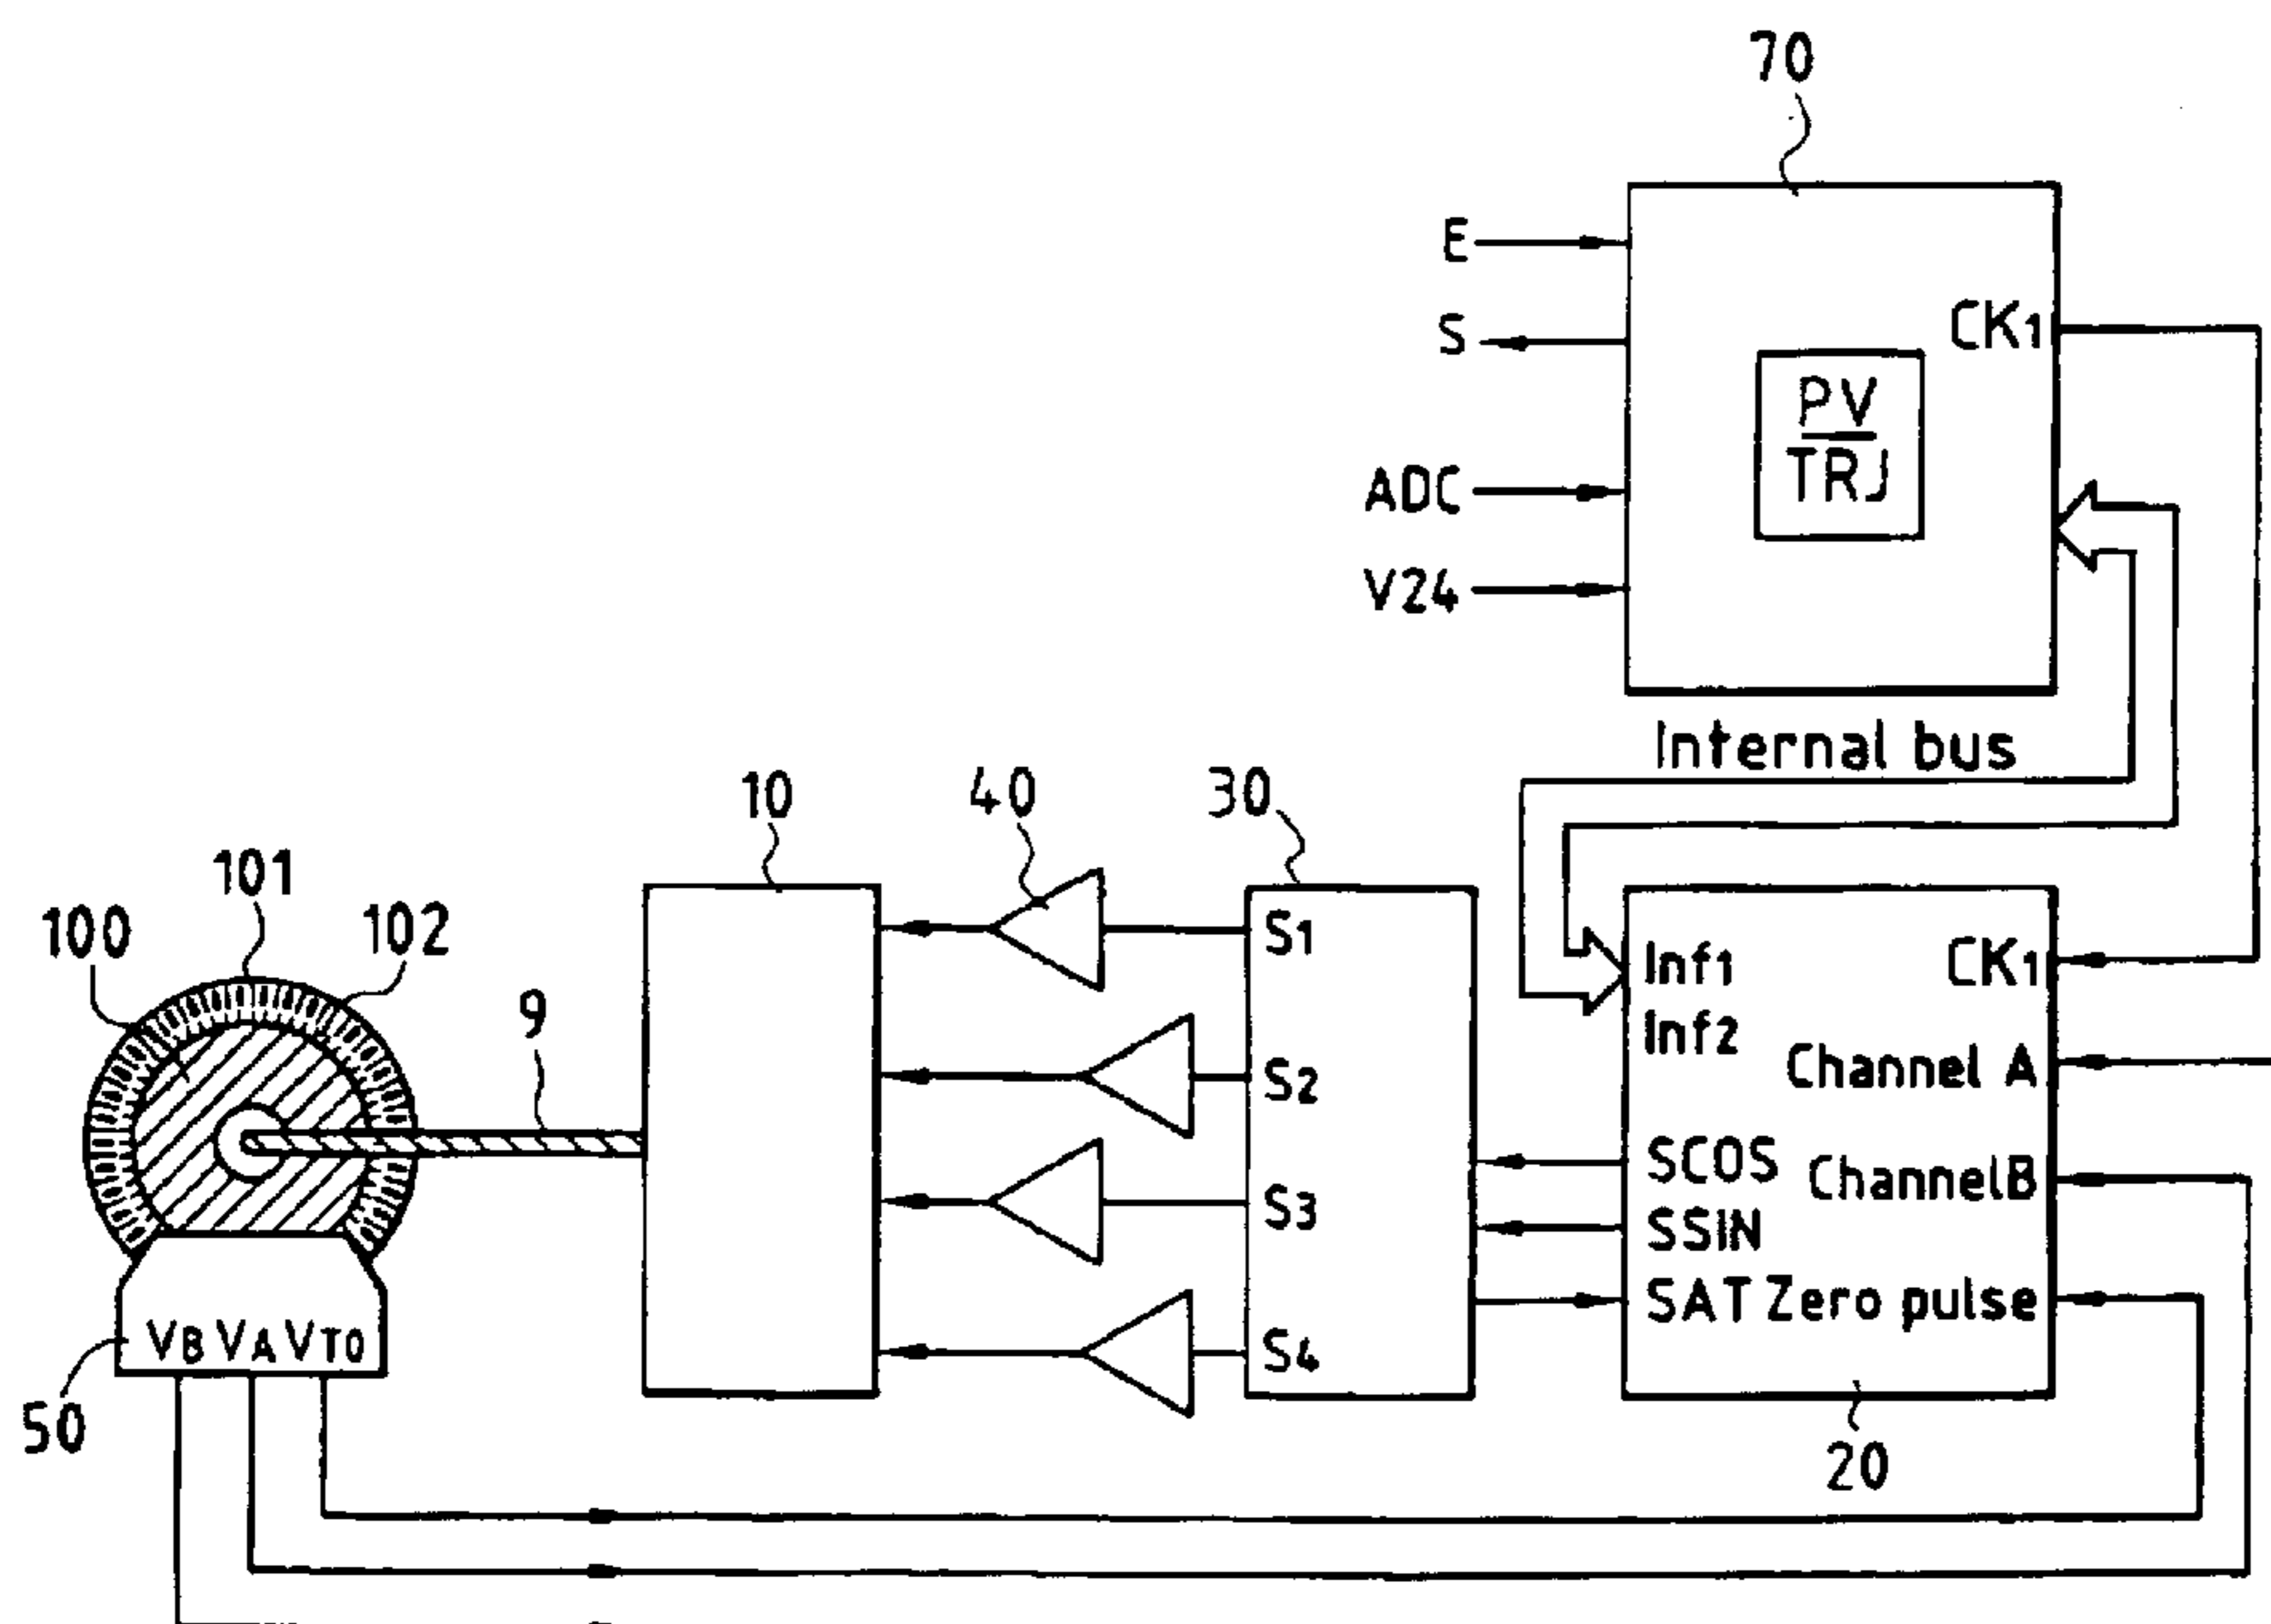 70
E
S
CK1
PV
TRJ
ADC
V24
Internal bus
10
40
30
101
100
102
9
S1
S2
S3
S4
Inf1
Inf2
CK1
Channel A
SCOS
Channel B
SSIN
SAT Zero pulse
VB VA VT0
50
20